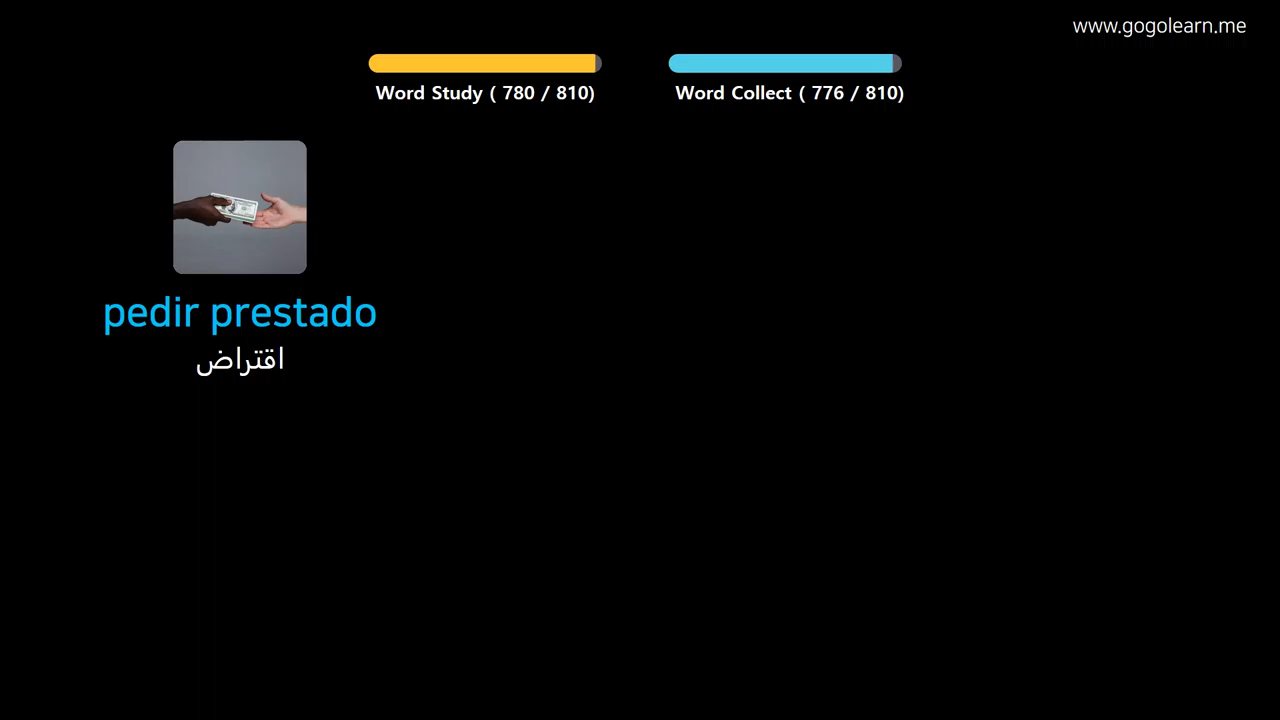 www.gogolearn.me
Word Study ( 780 / 810)
Word Collect ( 776 / 810)
pedir prestado
اقتراض